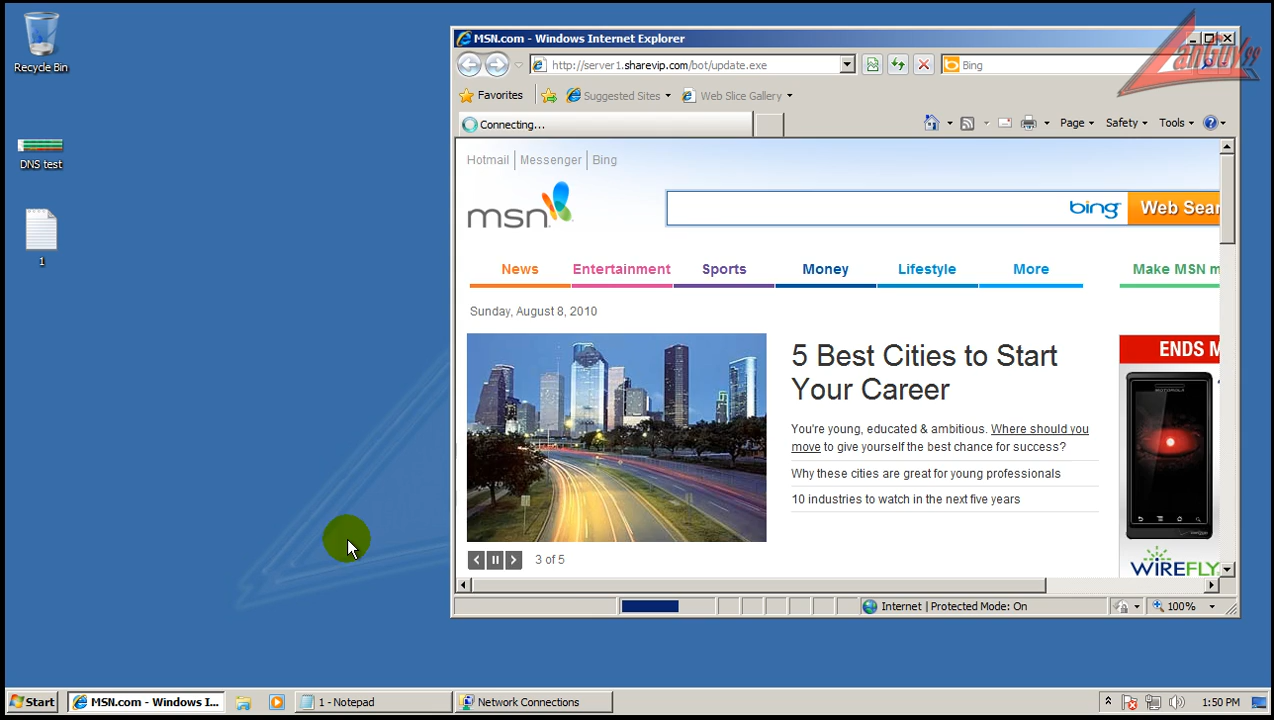 Recycle Bin
DNS test
1
MSN.com - Windows Internet Explorer
http://server1.sharevip.com/bot/update.exe
Bing
Favorites
Suggested Sites
Web Slice Gallery
Connecting...
Page
Safety
Tools
Hotmail
Messenger
Bing
msn
bing
Web Sear
News
Entertainment
Sports
Money
Lifestyle
More
Make MSN m
Sunday, August 8, 2010
5 Best Cities to Start
Your Career
You're young, educated & ambitious. Where should you
move to give yourself the best chance for success?
Why these cities are great for young professionals
10 industries to watch in the next five years
3 of 5
ENDS M
MOTOROLA
WIREFLY
Internet | Protected Mode: On
100%
Start
MSN.com - Windows I...
1 - Notepad
Network Connections
1:50 PM